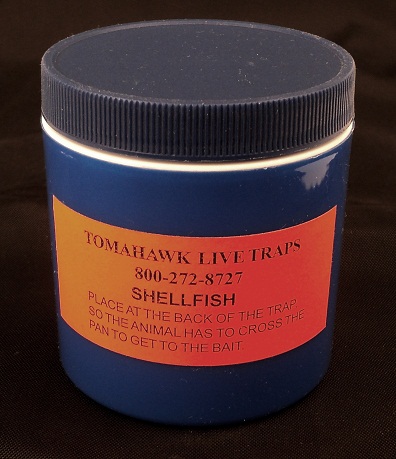 TOMAHAWK LIVE TRAPS
800-272-8727
SHELLFISH
PLACE AT THE BACK OF THE TRAP
SO THE ANIMAL HAS TO CROSS THE
PAN TO GET TO THE BAIT.